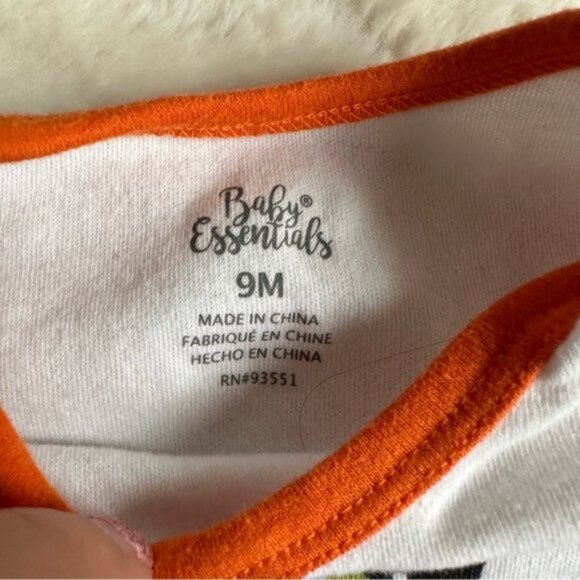 Baby®
Essentials
9M
MADE IN CHINA
FABRIQUÉ EN CHINE
HECHO EN CHINA
RN#93551